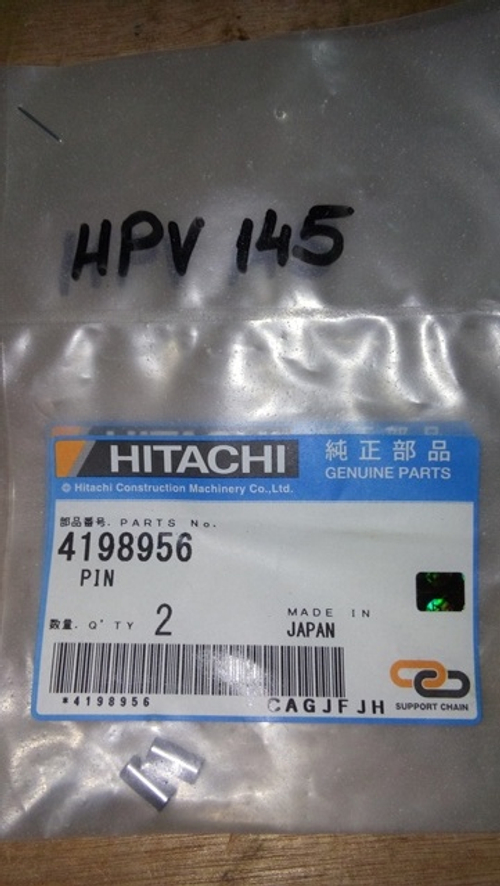 HPV 145
HITACHI
純正部品
GENUINE PARTS
© Hitachi Construction Machinery Co.,Ltd.
部品番号. PARTS No.
4198956
PIN
数量. Q'TY 2
MADE IN
JAPAN
*4198956
CAGJFJH
SUPPORT CHAIN